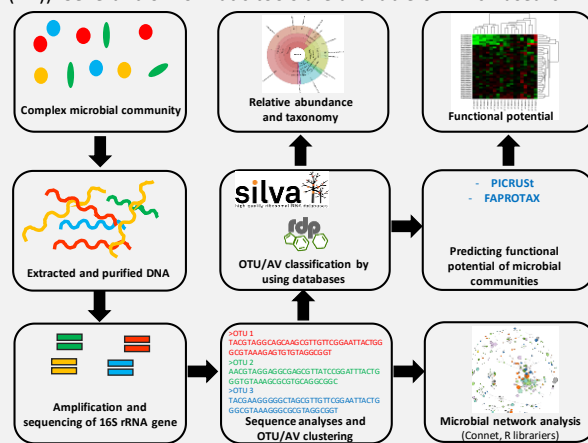 Complex microbial community
Relative abundance
and taxonomy
Functional potential
Extracted and purified DNA
silva
high quality ribosomal RNA databases
rdp
OTU/AV classification by
using databases
- PICRUSt
- FAPROTAX
Predicting functional
potential of microbial
communities
Amplification and
sequencing of 16S rRNA gene
>OTU 1
TACGTAGGCAGCAAGCGTTGTTCGGAATTACTGG
GCGTAAAGAGTGTGTAGGCGGT
>OTU 2
AACGTAGGAGGCGAGCGTTATCCGGATTTACTG
GGTGTAAAGCGCGTGCAGGCGGC
>OTU 3
TACGAAGGGGGCTAGCGTTGTTCGGAATTACTG
GGCGTAAAGGGCGCGTAGGCGGT
Sequence analyses and
OTU/AV clustering
Microbial network analysis
(Connet, R librariers)